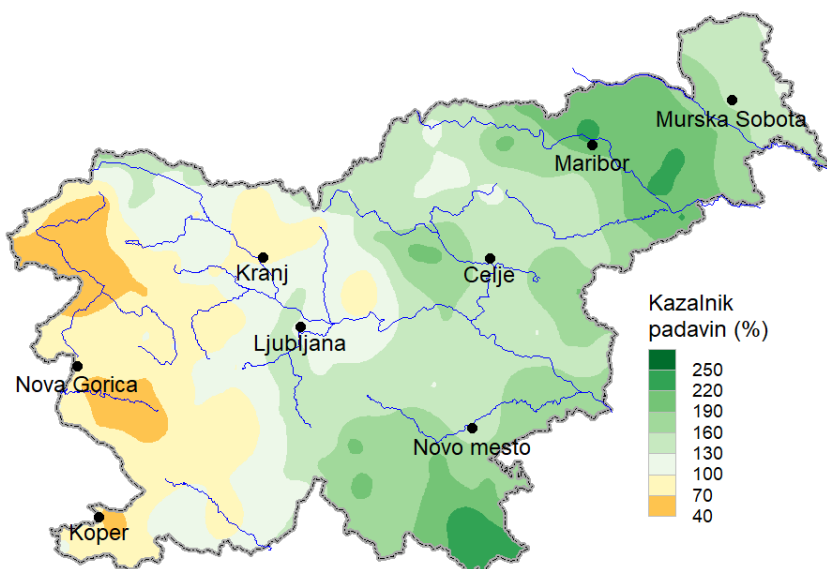 Murska Sobota
Maribor
Kranj
Celje
Ljubljana
Nova Gorica
Novo mesto
Koper
Kazalnik
padavin (%)
250
220
190
160
130
100
70
40